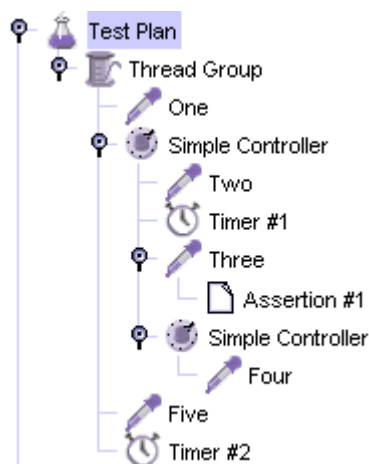 Test Plan
Thread Group
One
Simple Controller
Two
Timer #1
Three
Assertion #1
Simple Controller
Four
Five
Timer #2